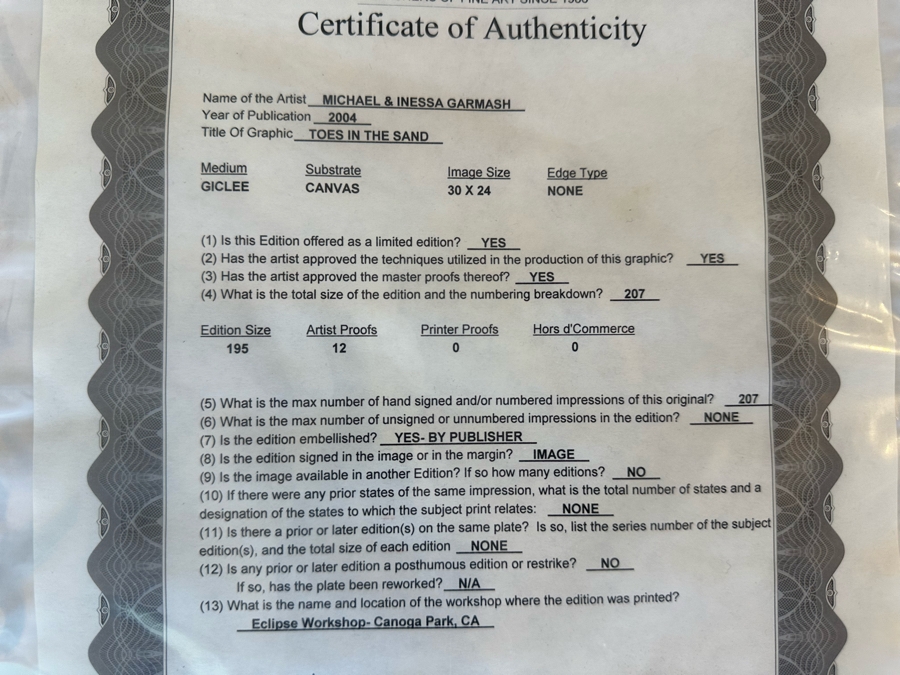 OF FINE ART SINCE
Certificate of Authenticity
Name of the Artist MICHAEL & INESSA GARMASH
Year of Publication 2004
Title Of Graphic TOES IN THE SAND
Medium Substrate Image Size Edge Type
GICLEE CANVAS 30 X 24 NONE
(1) Is this Edition offered as a limited edition? YES
(2) Has the artist approved the techniques utilized in the production of this graphic? YES
(3) Has the artist approved the master proofs thereof? YES
(4) What is the total size of the edition and the numbering breakdown? 207
Edition Size Artist Proofs Printer Proofs Hors d'Commerce
195 12 0 0
(5) What is the max number of hand signed and/or numbered impressions of this original? 207
(6) What is the max number of unsigned or unnumbered impressions in the edition? NONE
(7) Is the edition embellished? YES- BY PUBLISHER
(8) Is the edition signed in the image or in the margin? IMAGE
(9) Is the image available in another Edition? If so how many editions? NO
(10) If there were any prior states of the same impression, what is the total number of states and a
designation of the states to which the subject print relates: NONE
(11) Is there a prior or later edition(s) on the same plate? Is so, list the series number of the subject
edition(s), and the total size of each edition NONE
(12) Is any prior or later edition a posthumous edition or restrike? NO
If so, has the plate been reworked? N/A
(13) What is the name and location of the workshop where the edition was printed?
Eclipse Workshop- Canoga Park, CA